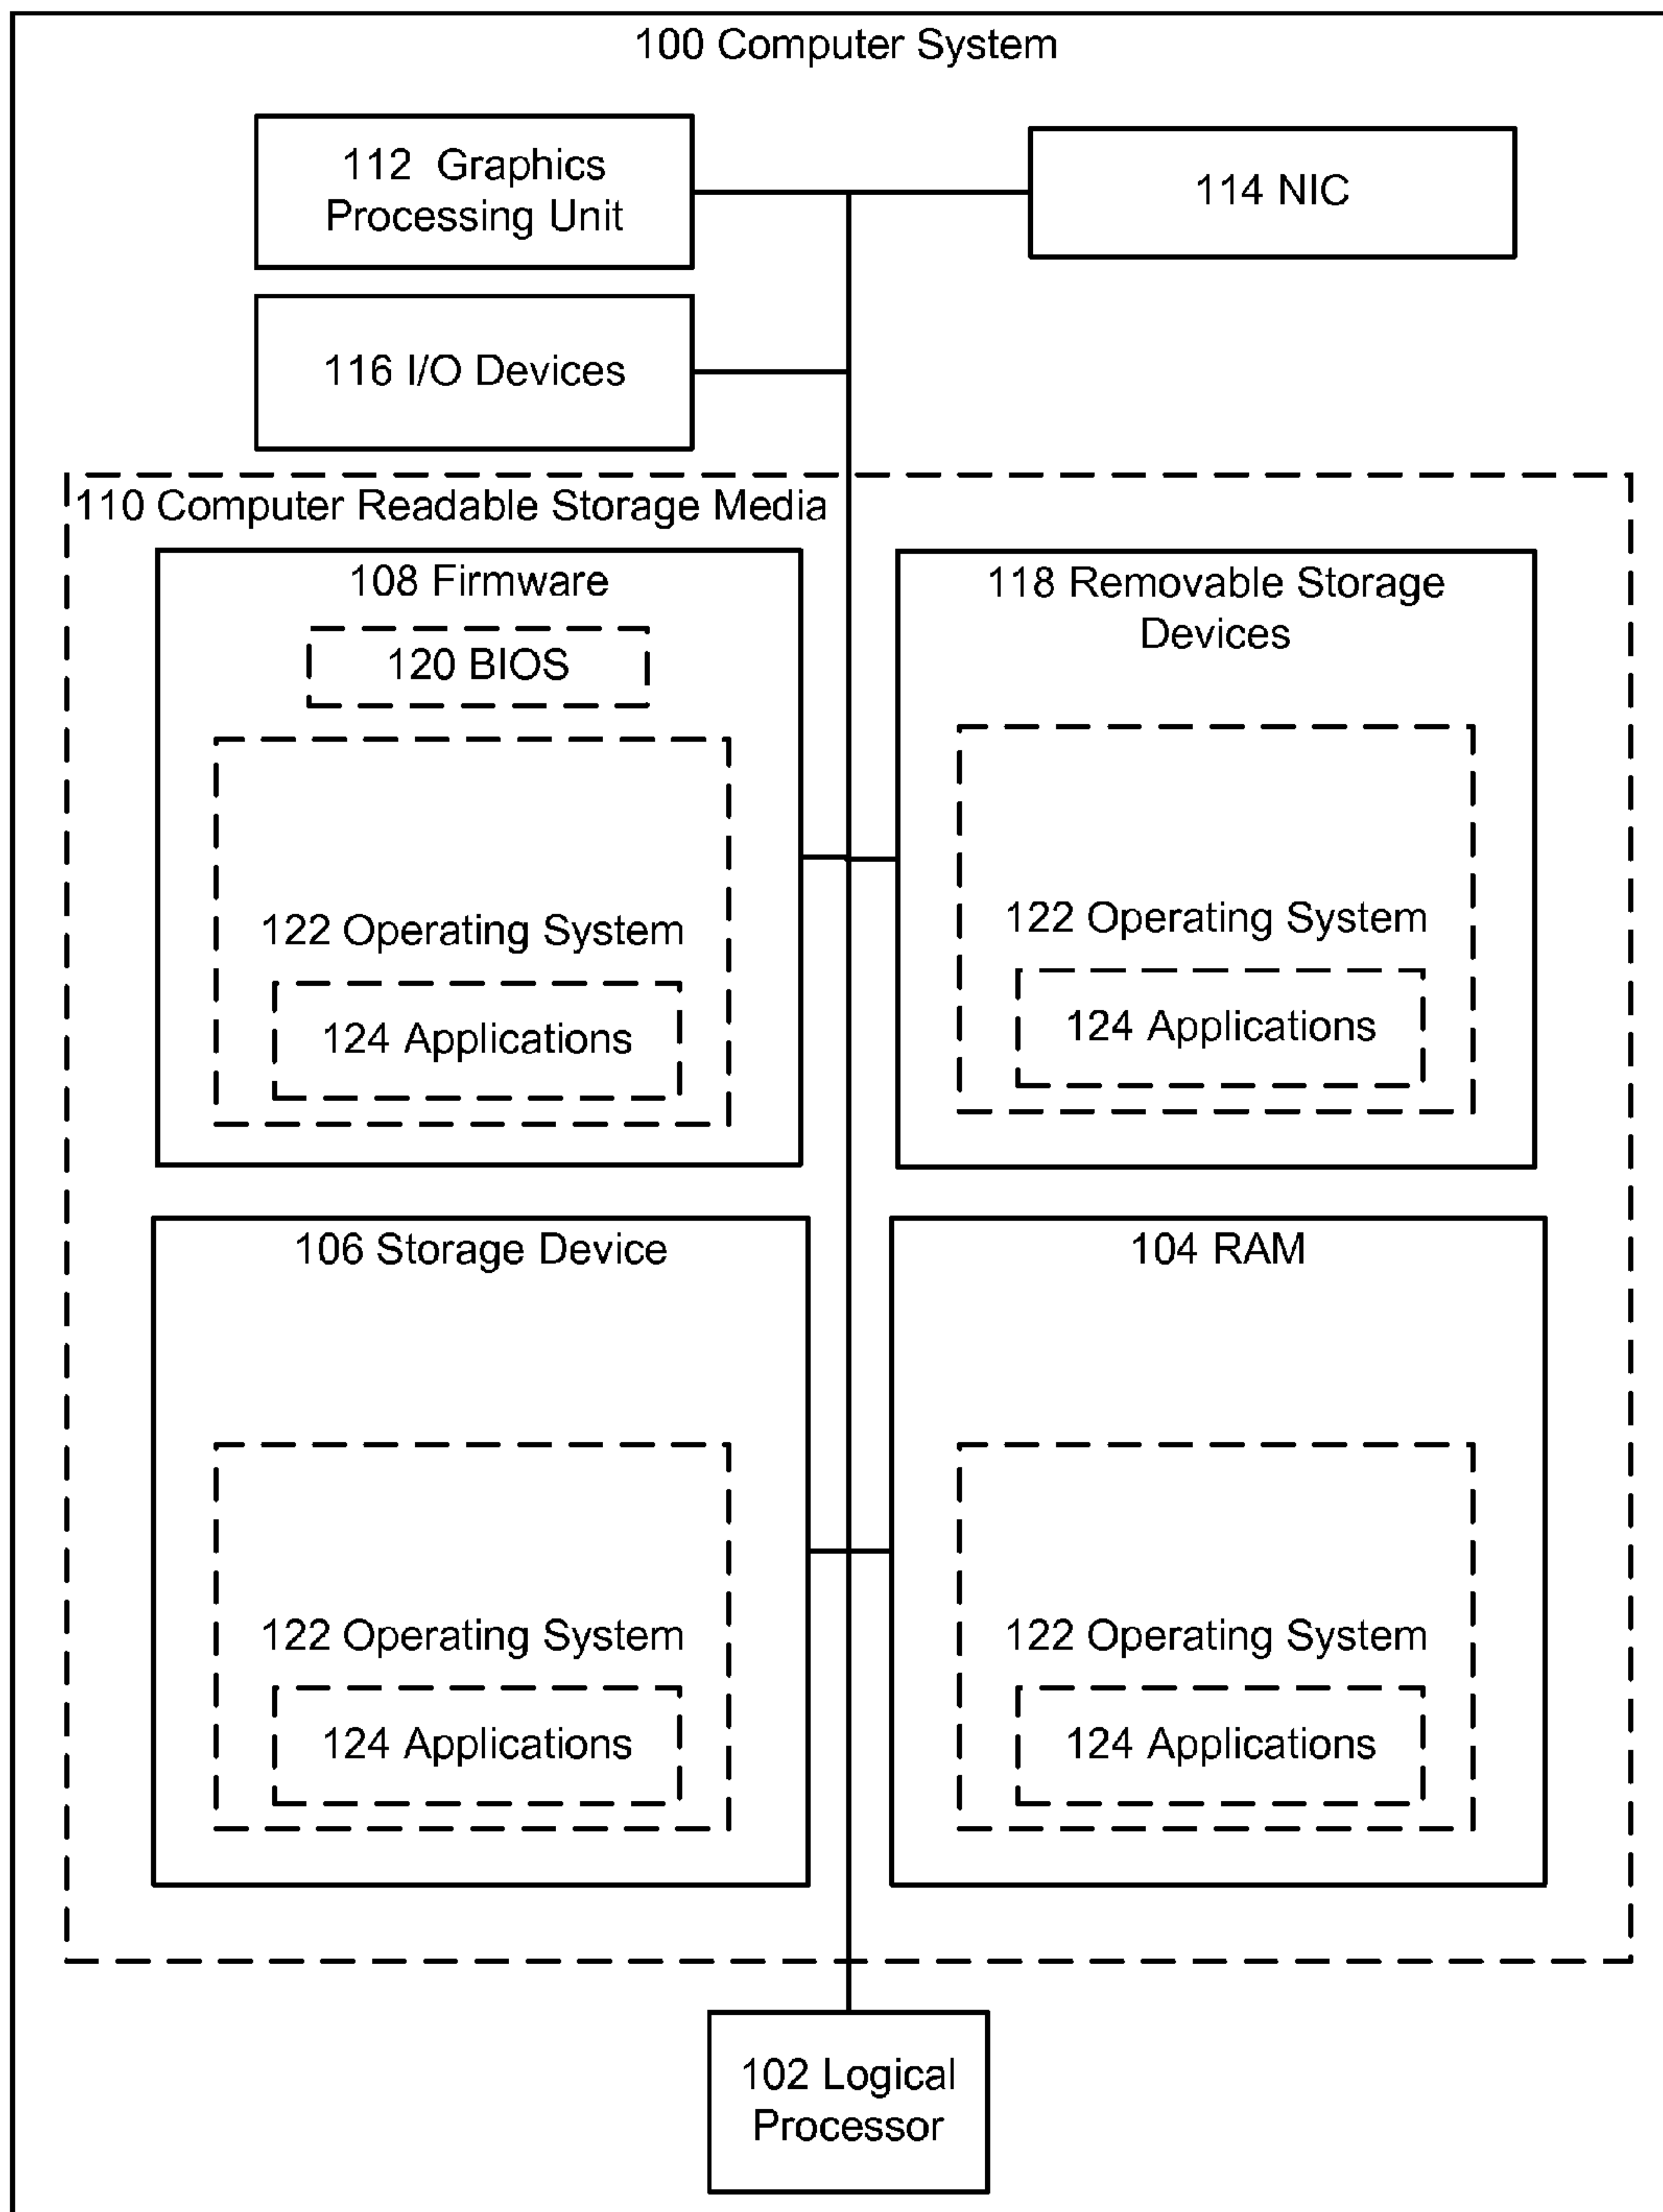 100 Computer System
112 Graphics
Processing Unit
114 NIC
116 I/O Devices
110 Computer Readable Storage Media
108 Firmware
120 BIOS
122 Operating System
124 Applications
118 Removable Storage
Devices
122 Operating System
124 Applications
106 Storage Device
122 Operating System
124 Applications
104 RAM
122 Operating System
124 Applications
102 Logical
Processor